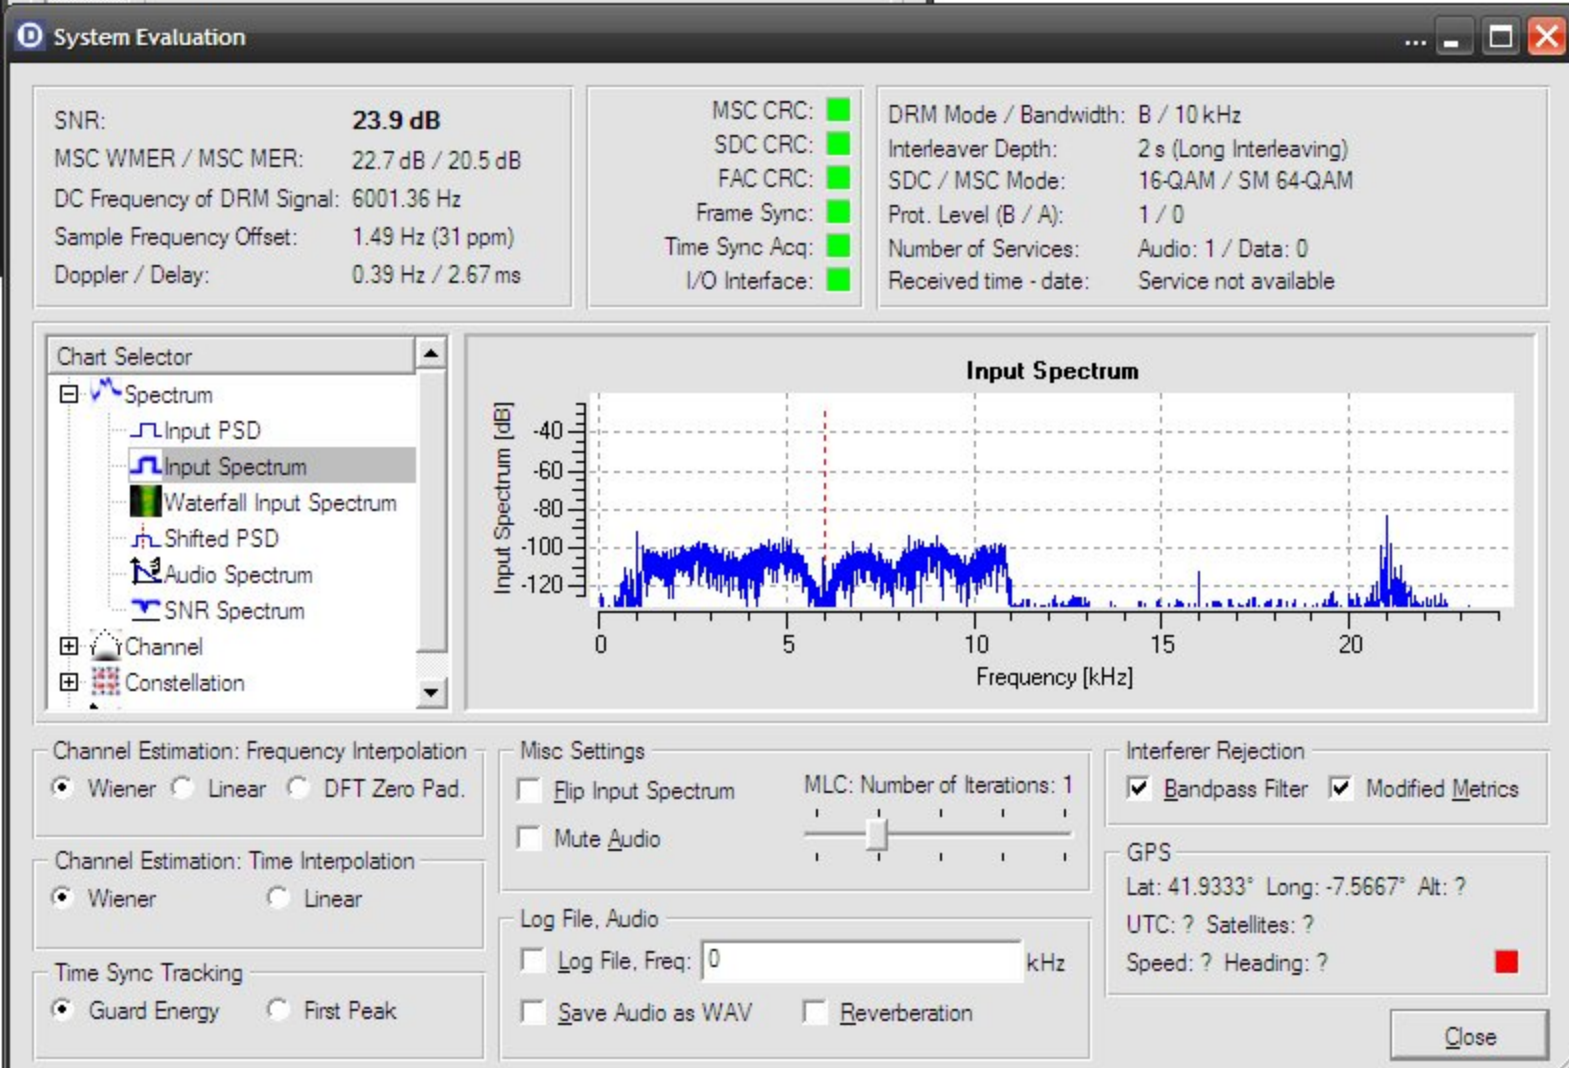 System Evaluation
...
SNR: 23.9 dB
MSC WMER / MSC MER: 22.7 dB / 20.5 dB
DC Frequency of DRM Signal: 6001.36 Hz
Sample Frequency Offset: 1.49 Hz (31 ppm)
Doppler / Delay: 0.39 Hz / 2.67 ms
MSC CRC:
SDC CRC:
FAC CRC:
Frame Sync:
Time Sync Acq:
I/O Interface:
DRM Mode / Bandwidth: B / 10 kHz
Interleaver Depth: 2 s (Long Interleaving)
SDC / MSC Mode: 16-QAM / SM 64-QAM
Prot. Level (B / A): 1 / 0
Number of Services: Audio: 1 / Data: 0
Received time - date: Service not available
Chart Selector
Spectrum
Input PSD
Input Spectrum
Waterfall Input Spectrum
Shifted PSD
Audio Spectrum
SNR Spectrum
Channel
Constellation
Input Spectrum
Input Spectrum [dB]
-40
-60
-80
-100
-120
0 5 10 15 20
Frequency [kHz]
Channel Estimation: Frequency Interpolation
Wiener Linear DFT Zero Pad.
Channel Estimation: Time Interpolation
Wiener Linear
Time Sync Tracking
Guard Energy First Peak
Misc Settings
Flip Input Spectrum
Mute Audio
MLC: Number of Iterations: 1
Log File, Audio
Log File, Freq: 0 kHz
Save Audio as WAV Reverberation
Interferer Rejection
Bandpass Filter Modified Metrics
GPS
Lat: 41.9333° Long: -7.5667° Alt: ?
UTC: ? Satellites: ?
Speed: ? Heading: ?
Close